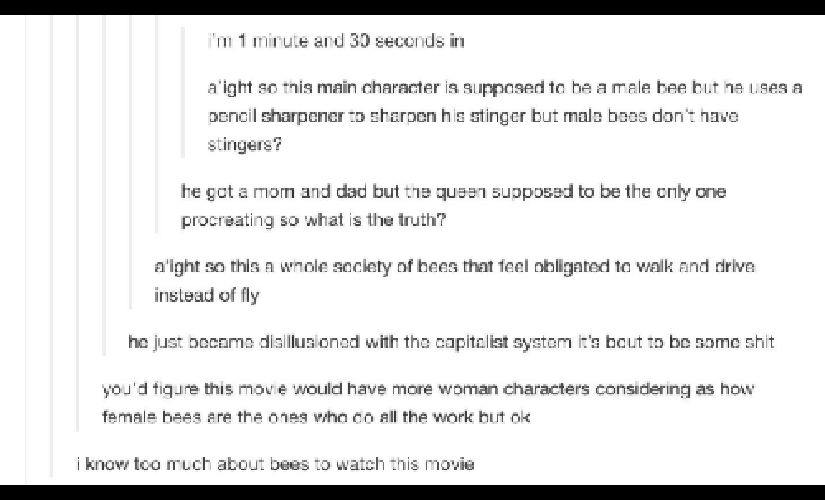 i'm 1 minute and 30 seconds in
a'ight so this main character is supposed to be a male bee but he uses a
pencil sharpener to sharpen his stinger but male bees don't have
stingers?
he got a mom and dad but the queen supposed to be the only one
procreating so what is the truth?
a'ight so this a whole society of bees that feel obligated to walk and drive
instead of fly
he just became disillusioned with the capitalist system it's bout to be some shit
you'd figure this movie would have more woman characters considering as how
female bees are the ones who do all the work but ok
i know too much about bees to watch this movie